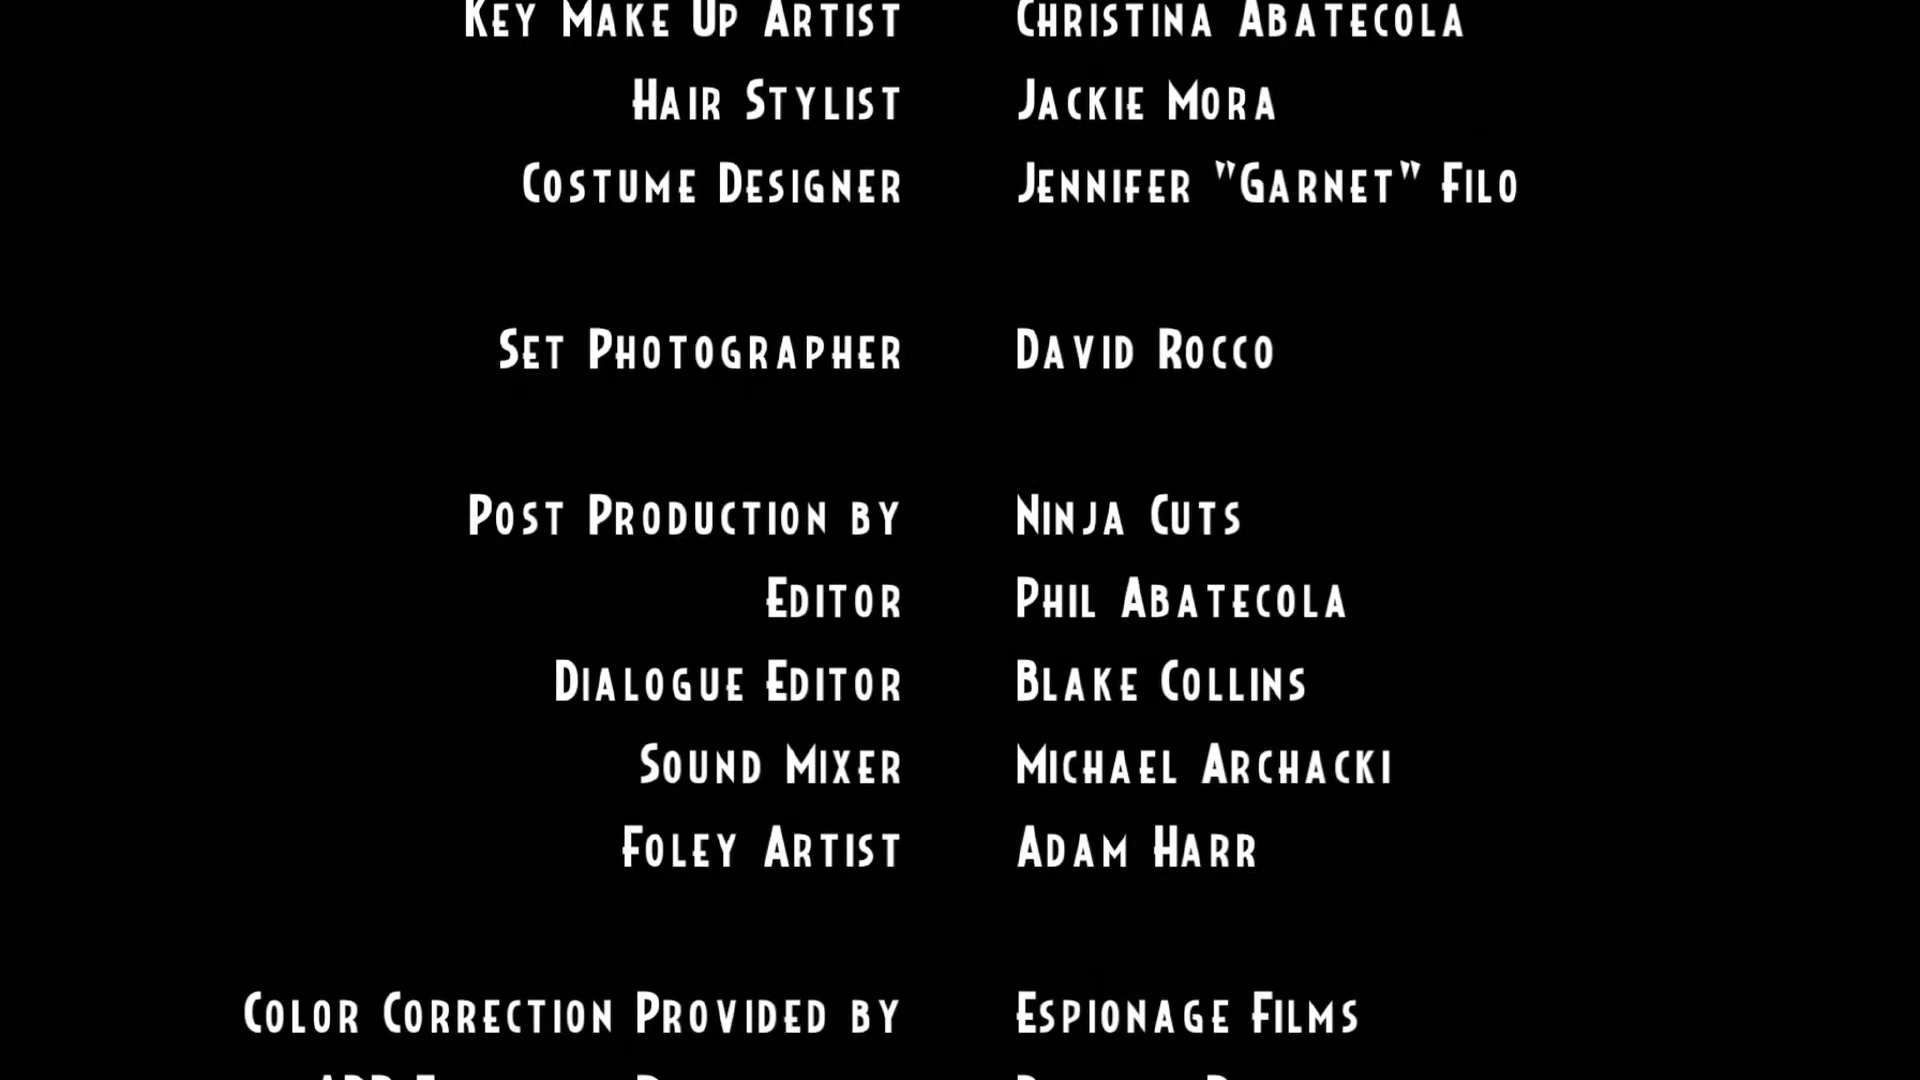 Key Make Up Artist Christina Abatecola
Hair Stylist Jackie Mora
Costume Designer Jennifer "Garnet" Filo
Set Photographer David Rocco
Post Production by Ninja Cuts
Editor Phil Abatecola
Dialogue Editor Blake Collins
Sound Mixer Michael Archacki
Foley Artist Adam Harr
Color Correction Provided by Espionage Films